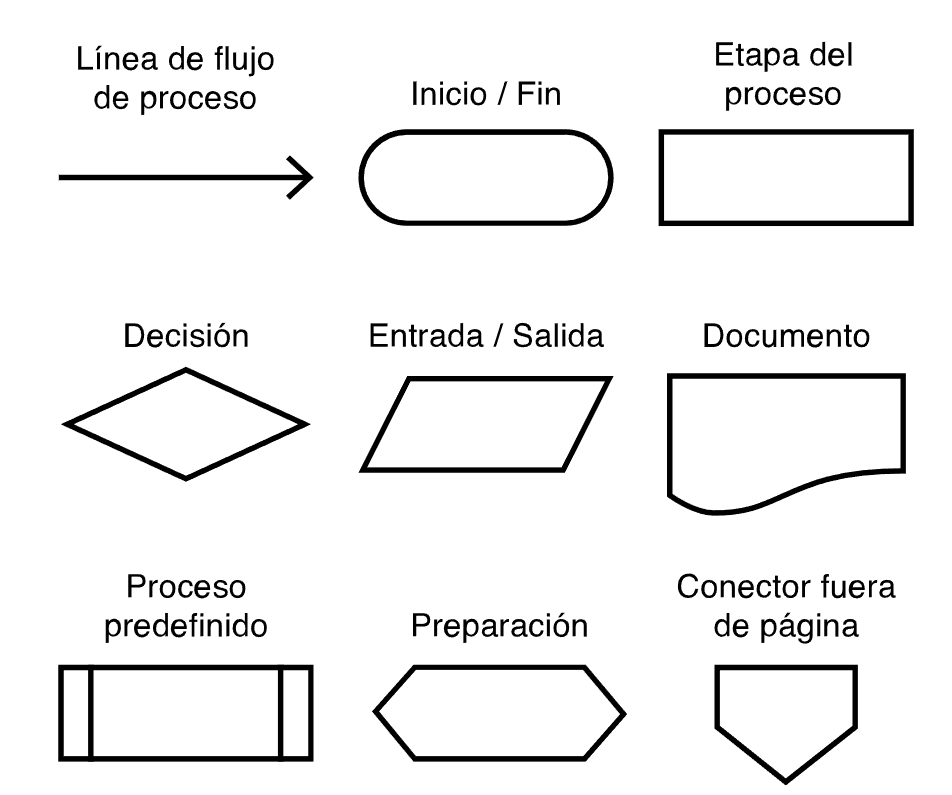 Línea de flujo
de proceso
Inicio / Fin
Etapa del
proceso
Decisión
Entrada / Salida
Documento
Proceso
predefinido
Preparación
Conector fuera
de página